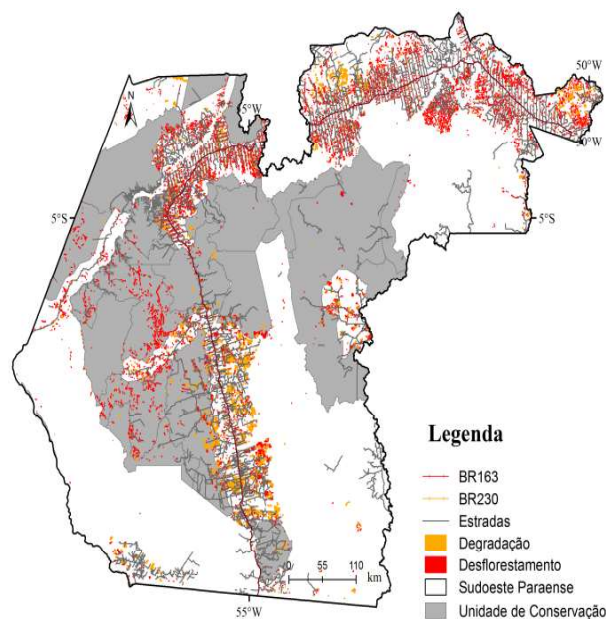 50°W
N
5°W
50°W
5°S
5°S
Legenda
BR163
BR230
Estradas
Degradação
Desflorestamento
Sudoeste Paraense
Unidade de Conservação
0 55 110
km
55°W